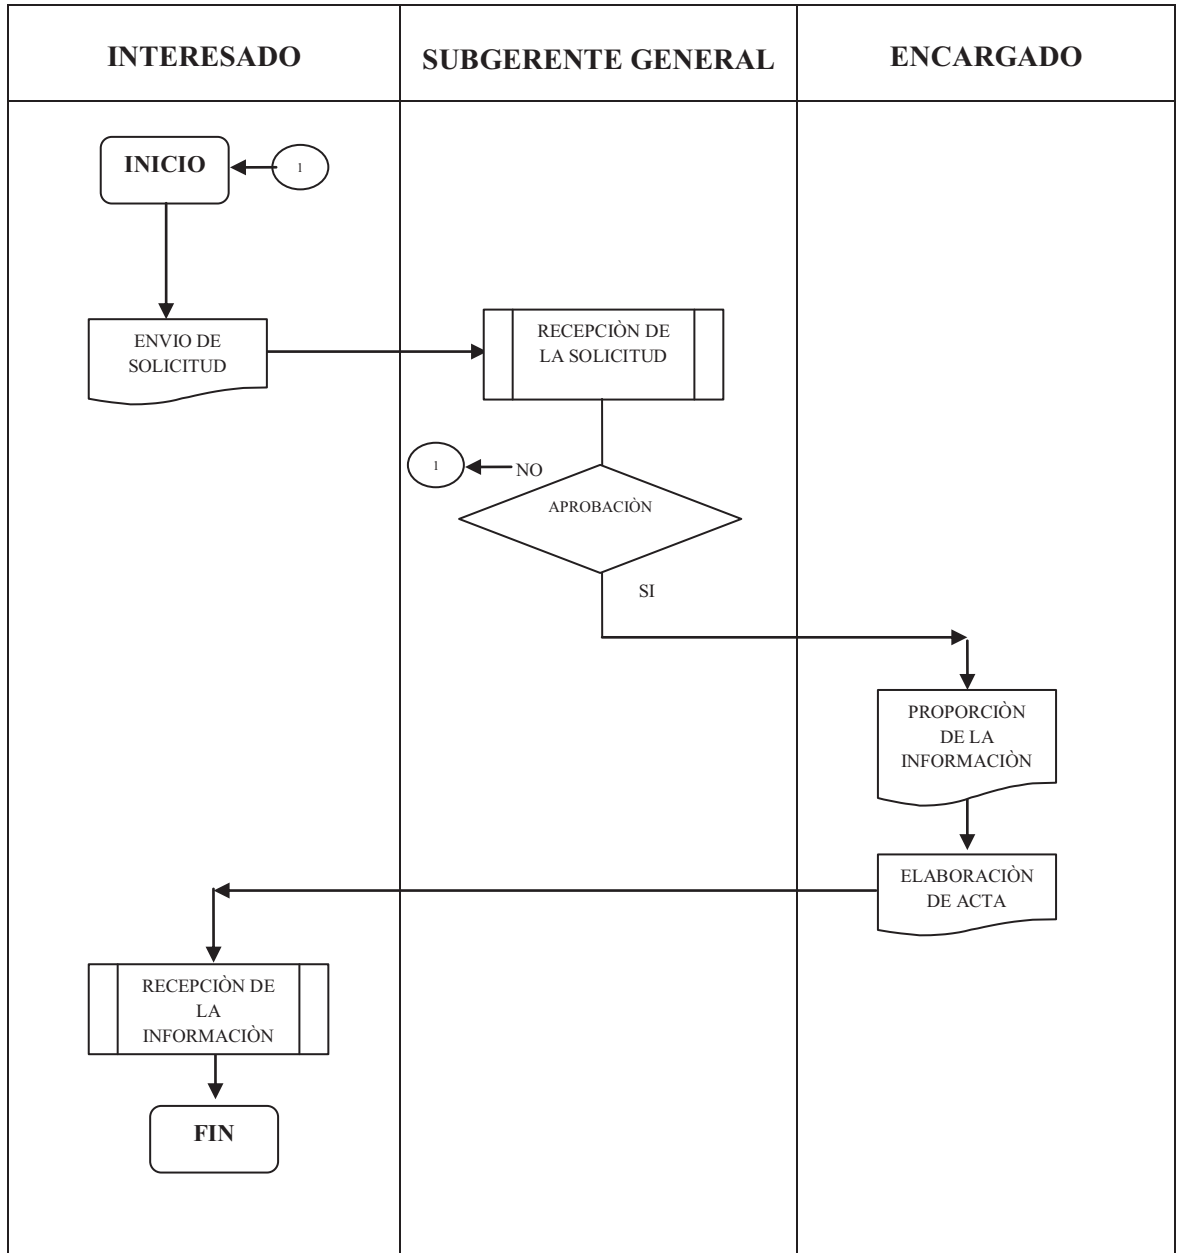 INTERESADO
SUBGERENTE GENERAL
ENCARGADO
INICIO
1
ENVIO DE
SOLICITUD
RECEPCIÒN DE
LA SOLICITUD
1
NO
APROBACIÒN
SI
PROPORCIÒN
DE LA
INFORMACIÒN
ELABORACIÒN
DE ACTA
RECEPCIÒN DE
LA
INFORMACIÒN
FIN